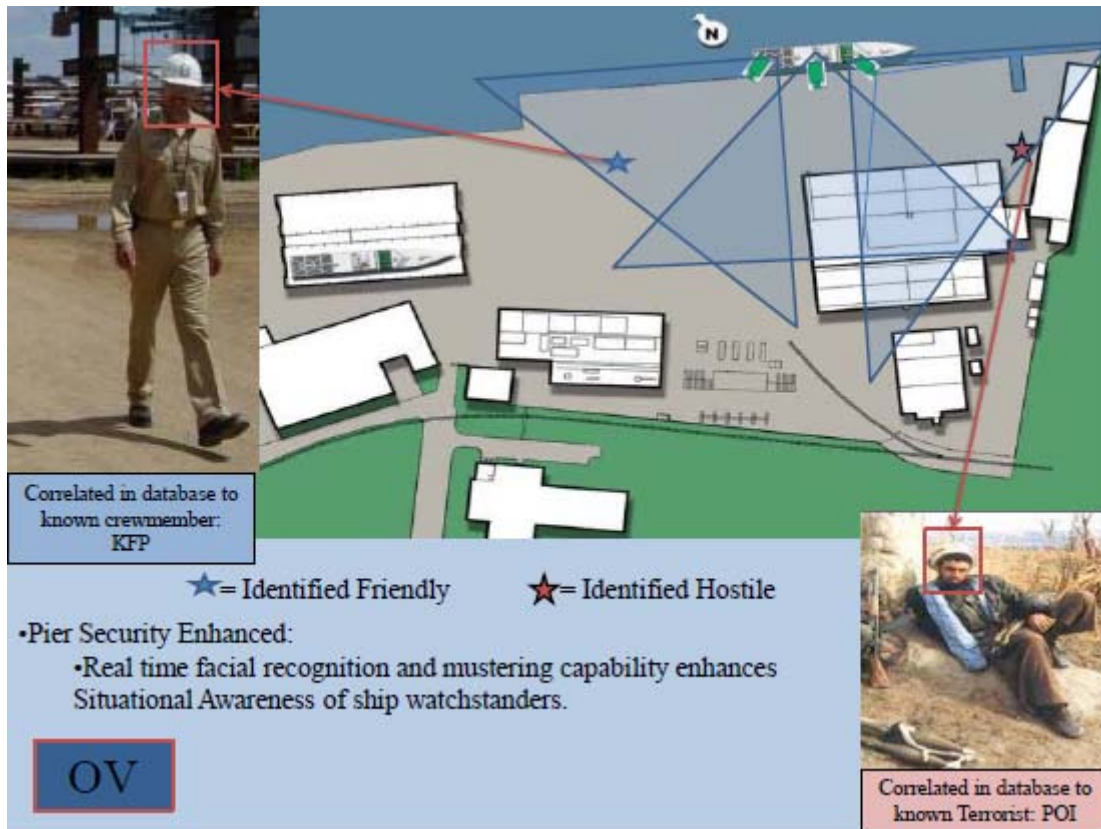 N
Correlated in database to
known crewmember:
KFP
= Identified Friendly
= Identified Hostile
•Pier Security Enhanced:
•Real time facial recognition and mustering capability enhances
Situational Awareness of ship watchstanders.
OV
Correlated in database to
known Terrorist: POI